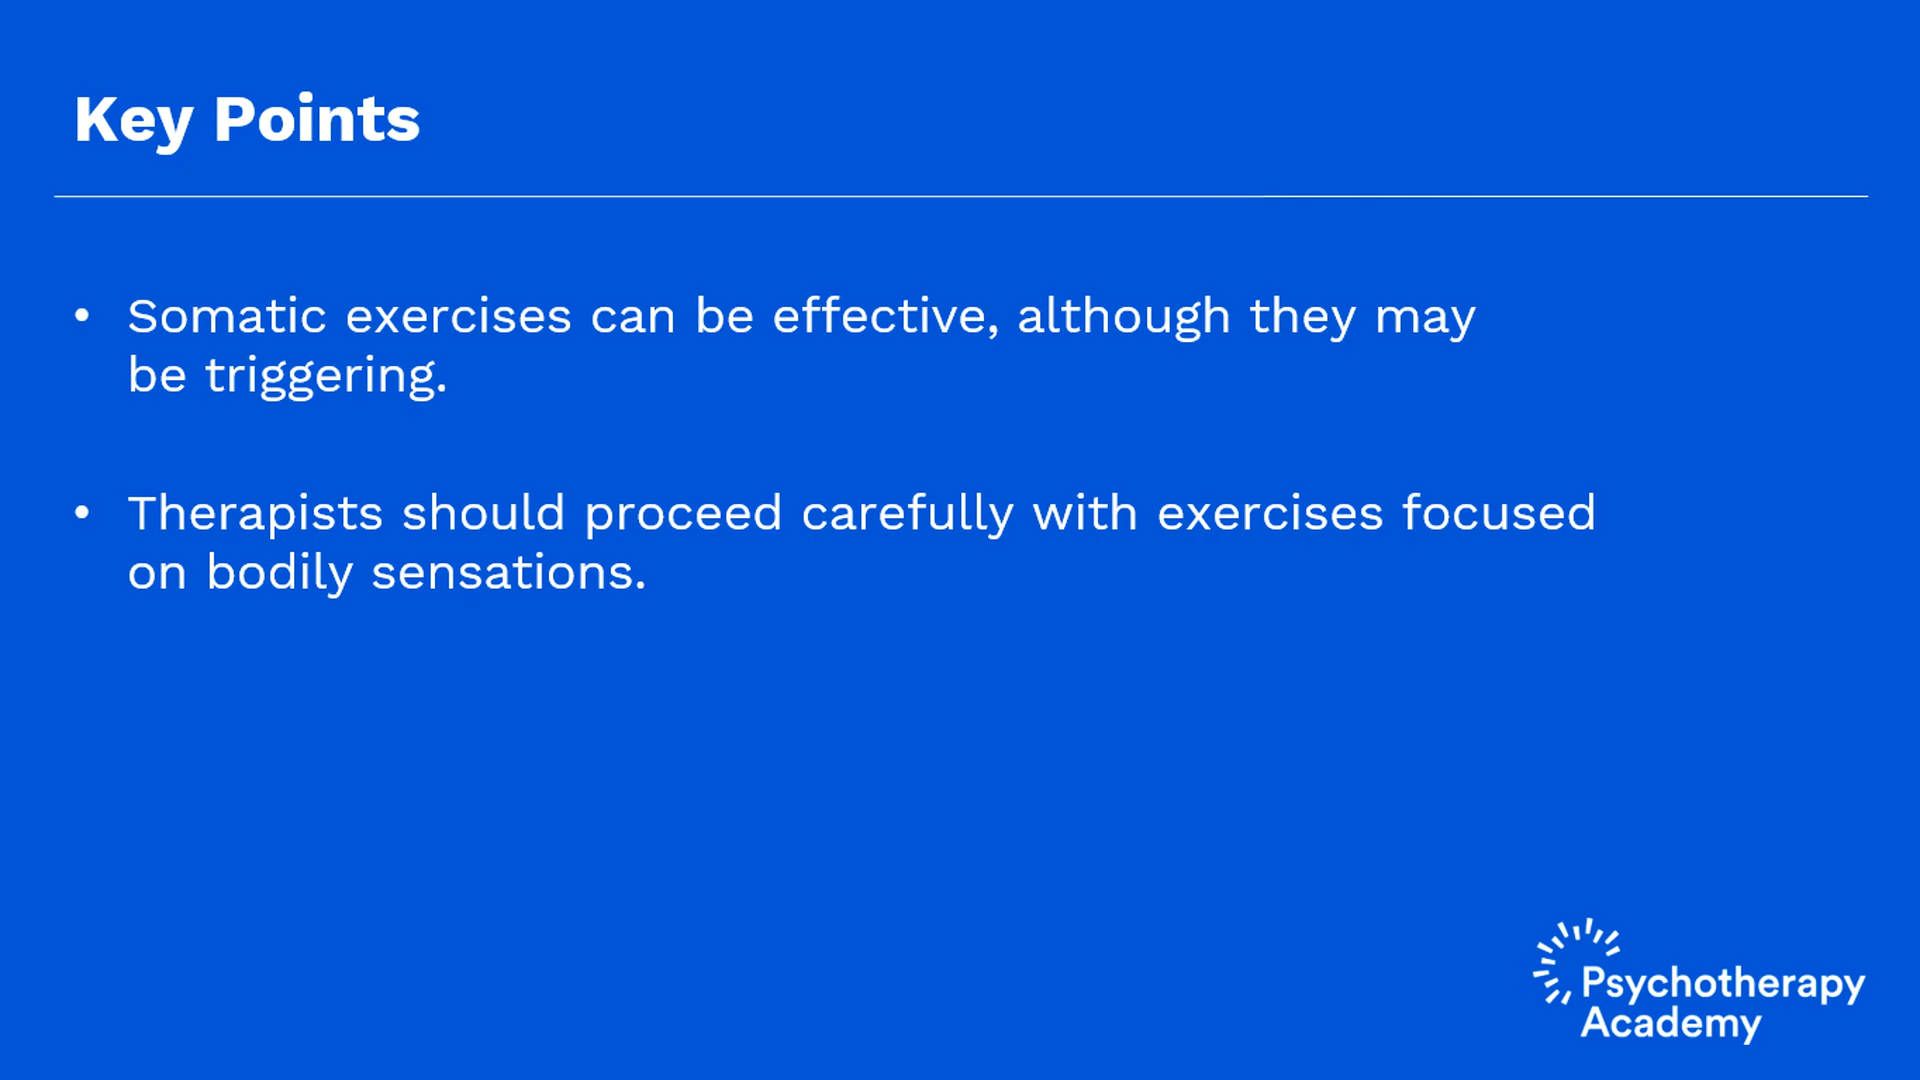 Key Points
• Somatic exercises can be effective, although they may
be triggering.
• Therapists should proceed carefully with exercises focused
on bodily sensations.
Psychotherapy
Academy